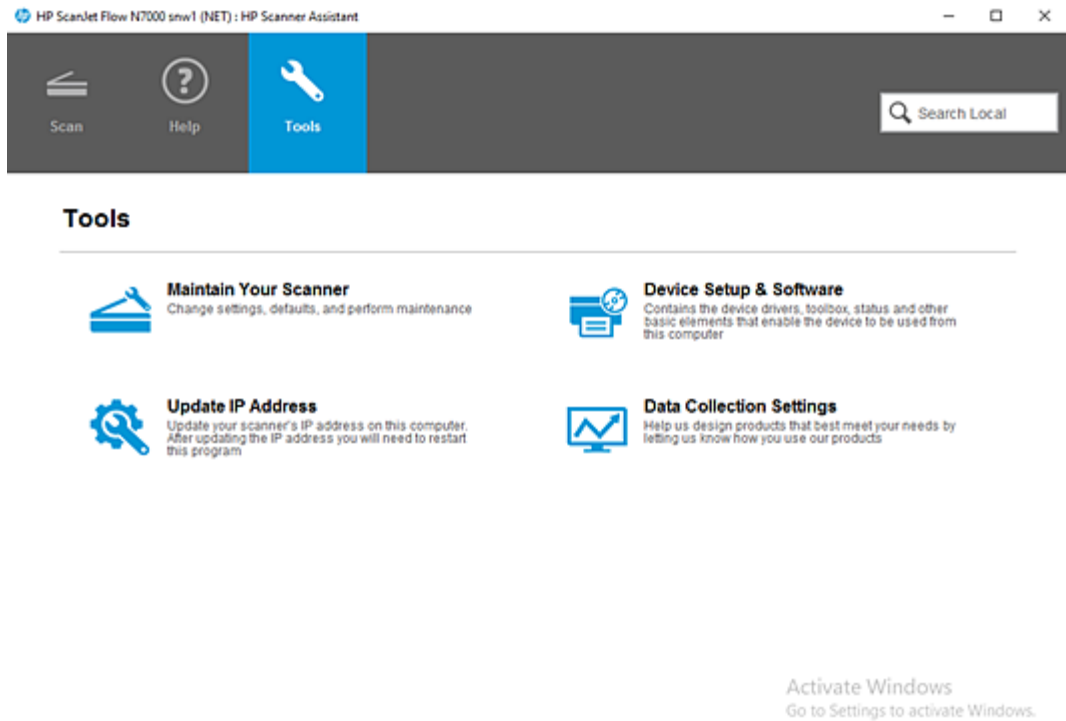 HP ScanJet Flow N7000 snw1 (NET) : HP Scanner Assistant
Scan
Help
Tools
Search Local
Tools
Maintain Your Scanner
Change settings, defaults, and perform maintenance
Device Setup & Software
Contains the device drivers, toolbox, status and other
basic elements that enable the device to be used from
this computer
Update IP Address
Update your scanner's IP address on this computer.
After updating the IP address you will need to restart
this program
Data Collection Settings
Help us design products that best meet your needs by
letting us know how you use our products
Activate Windows
Go to Settings to activate Windows.